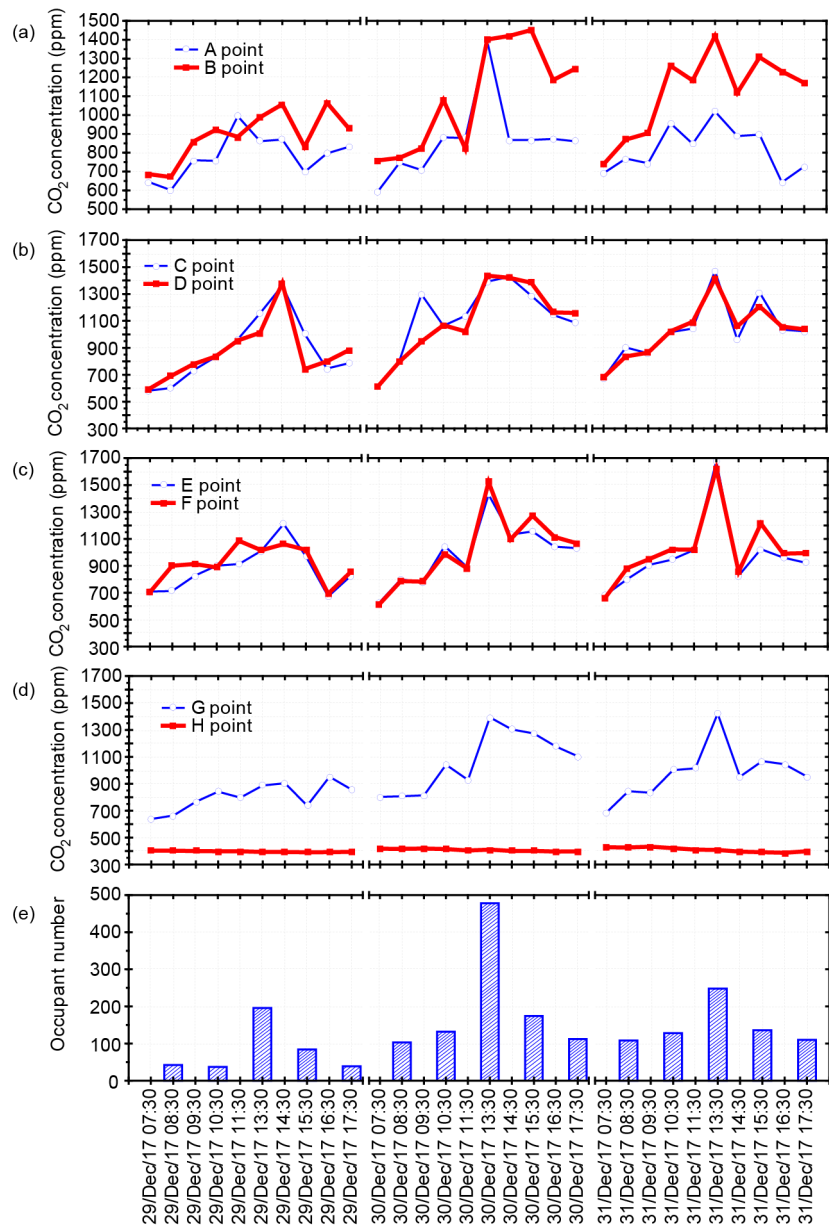 (a)
CO2 concentration (ppm)
1500
1400
1300
1200
1100
1000
900
800
700
600
500
A point
B point
(b)
CO2 concentration (ppm)
1700
1500
1300
1100
900
700
500
300
C point
D point
(c)
CO2 concentration (ppm)
1700
1500
1300
1100
900
700
500
300
E point
F point
(d)
CO2 concentration (ppm)
1700
1500
1300
1100
900
700
500
300
G point
H point
(e)
Occupant number
500
400
300
200
100
0
29/Dec/17 07:30
29/Dec/17 08:30
29/Dec/17 09:30
29/Dec/17 10:30
29/Dec/17 11:30
29/Dec/17 13:30
29/Dec/17 14:30
29/Dec/17 15:30
29/Dec/17 16:30
29/Dec/17 17:30
30/Dec/17 07:30
30/Dec/17 08:30
30/Dec/17 09:30
30/Dec/17 10:30
30/Dec/17 11:30
30/Dec/17 13:30
30/Dec/17 14:30
30/Dec/17 15:30
30/Dec/17 16:30
30/Dec/17 17:30
31/Dec/17 07:30
31/Dec/17 08:30
31/Dec/17 09:30
31/Dec/17 10:30
31/Dec/17 11:30
31/Dec/17 13:30
31/Dec/17 14:30
31/Dec/17 15:30
31/Dec/17 16:30
31/Dec/17 17:30